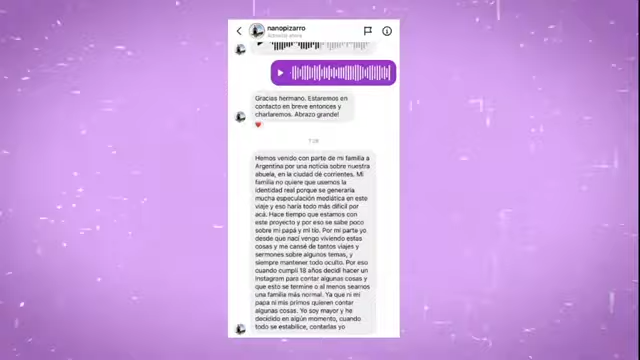 nanopizarro
Gracias hermano. Estaremos en
contacto en breve entonces y
charlaremos. Abrazo grande!
Hemos venido con parte de mi familia a
Argentina por una noticia sobre nuestra
abuela, en la ciudad de corrientes. Mi
familia no quiere que usemos la
identidad real porque se generaría
mucha especulación mediática en este
viaje y eso haría todo más difícil por
acá. Hace tiempo que estamos con
este proyecto y por eso se sabe poco
sobre mi papá y mi tío. Por mi parte yo
desde que nací vengo viviendo estas
cosas y me cansé de tantos viajes y
sermones sobre algunos temas, y
siempre mantener todo oculto. Por eso
cuando cumplí 18 años decidí hacer un
Instagram para contar algunas cosas y
que esto se termine o al menos searnos
una familia más normal. Ya que ni mi
papa ni mis primos quieren contar
algunas cosas. Yo soy mayor y he
decidido en algún momento, cuando
todo se estabilice, contarlas yo